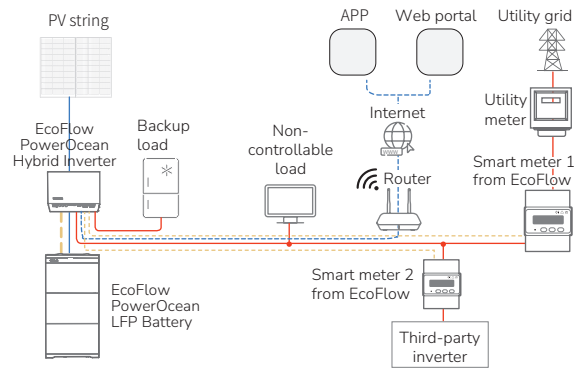 PV string
APP
Web portal
Utility grid
EcoFlow
PowerOcean
Hybrid Inverter
Backup
load
Non-
controllable
load
Internet
Router
Utility
meter
Smart meter 1
from EcoFlow
EcoFlow
PowerOcean
LFP Battery
Smart meter 2
from EcoFlow
Third-party
inverter